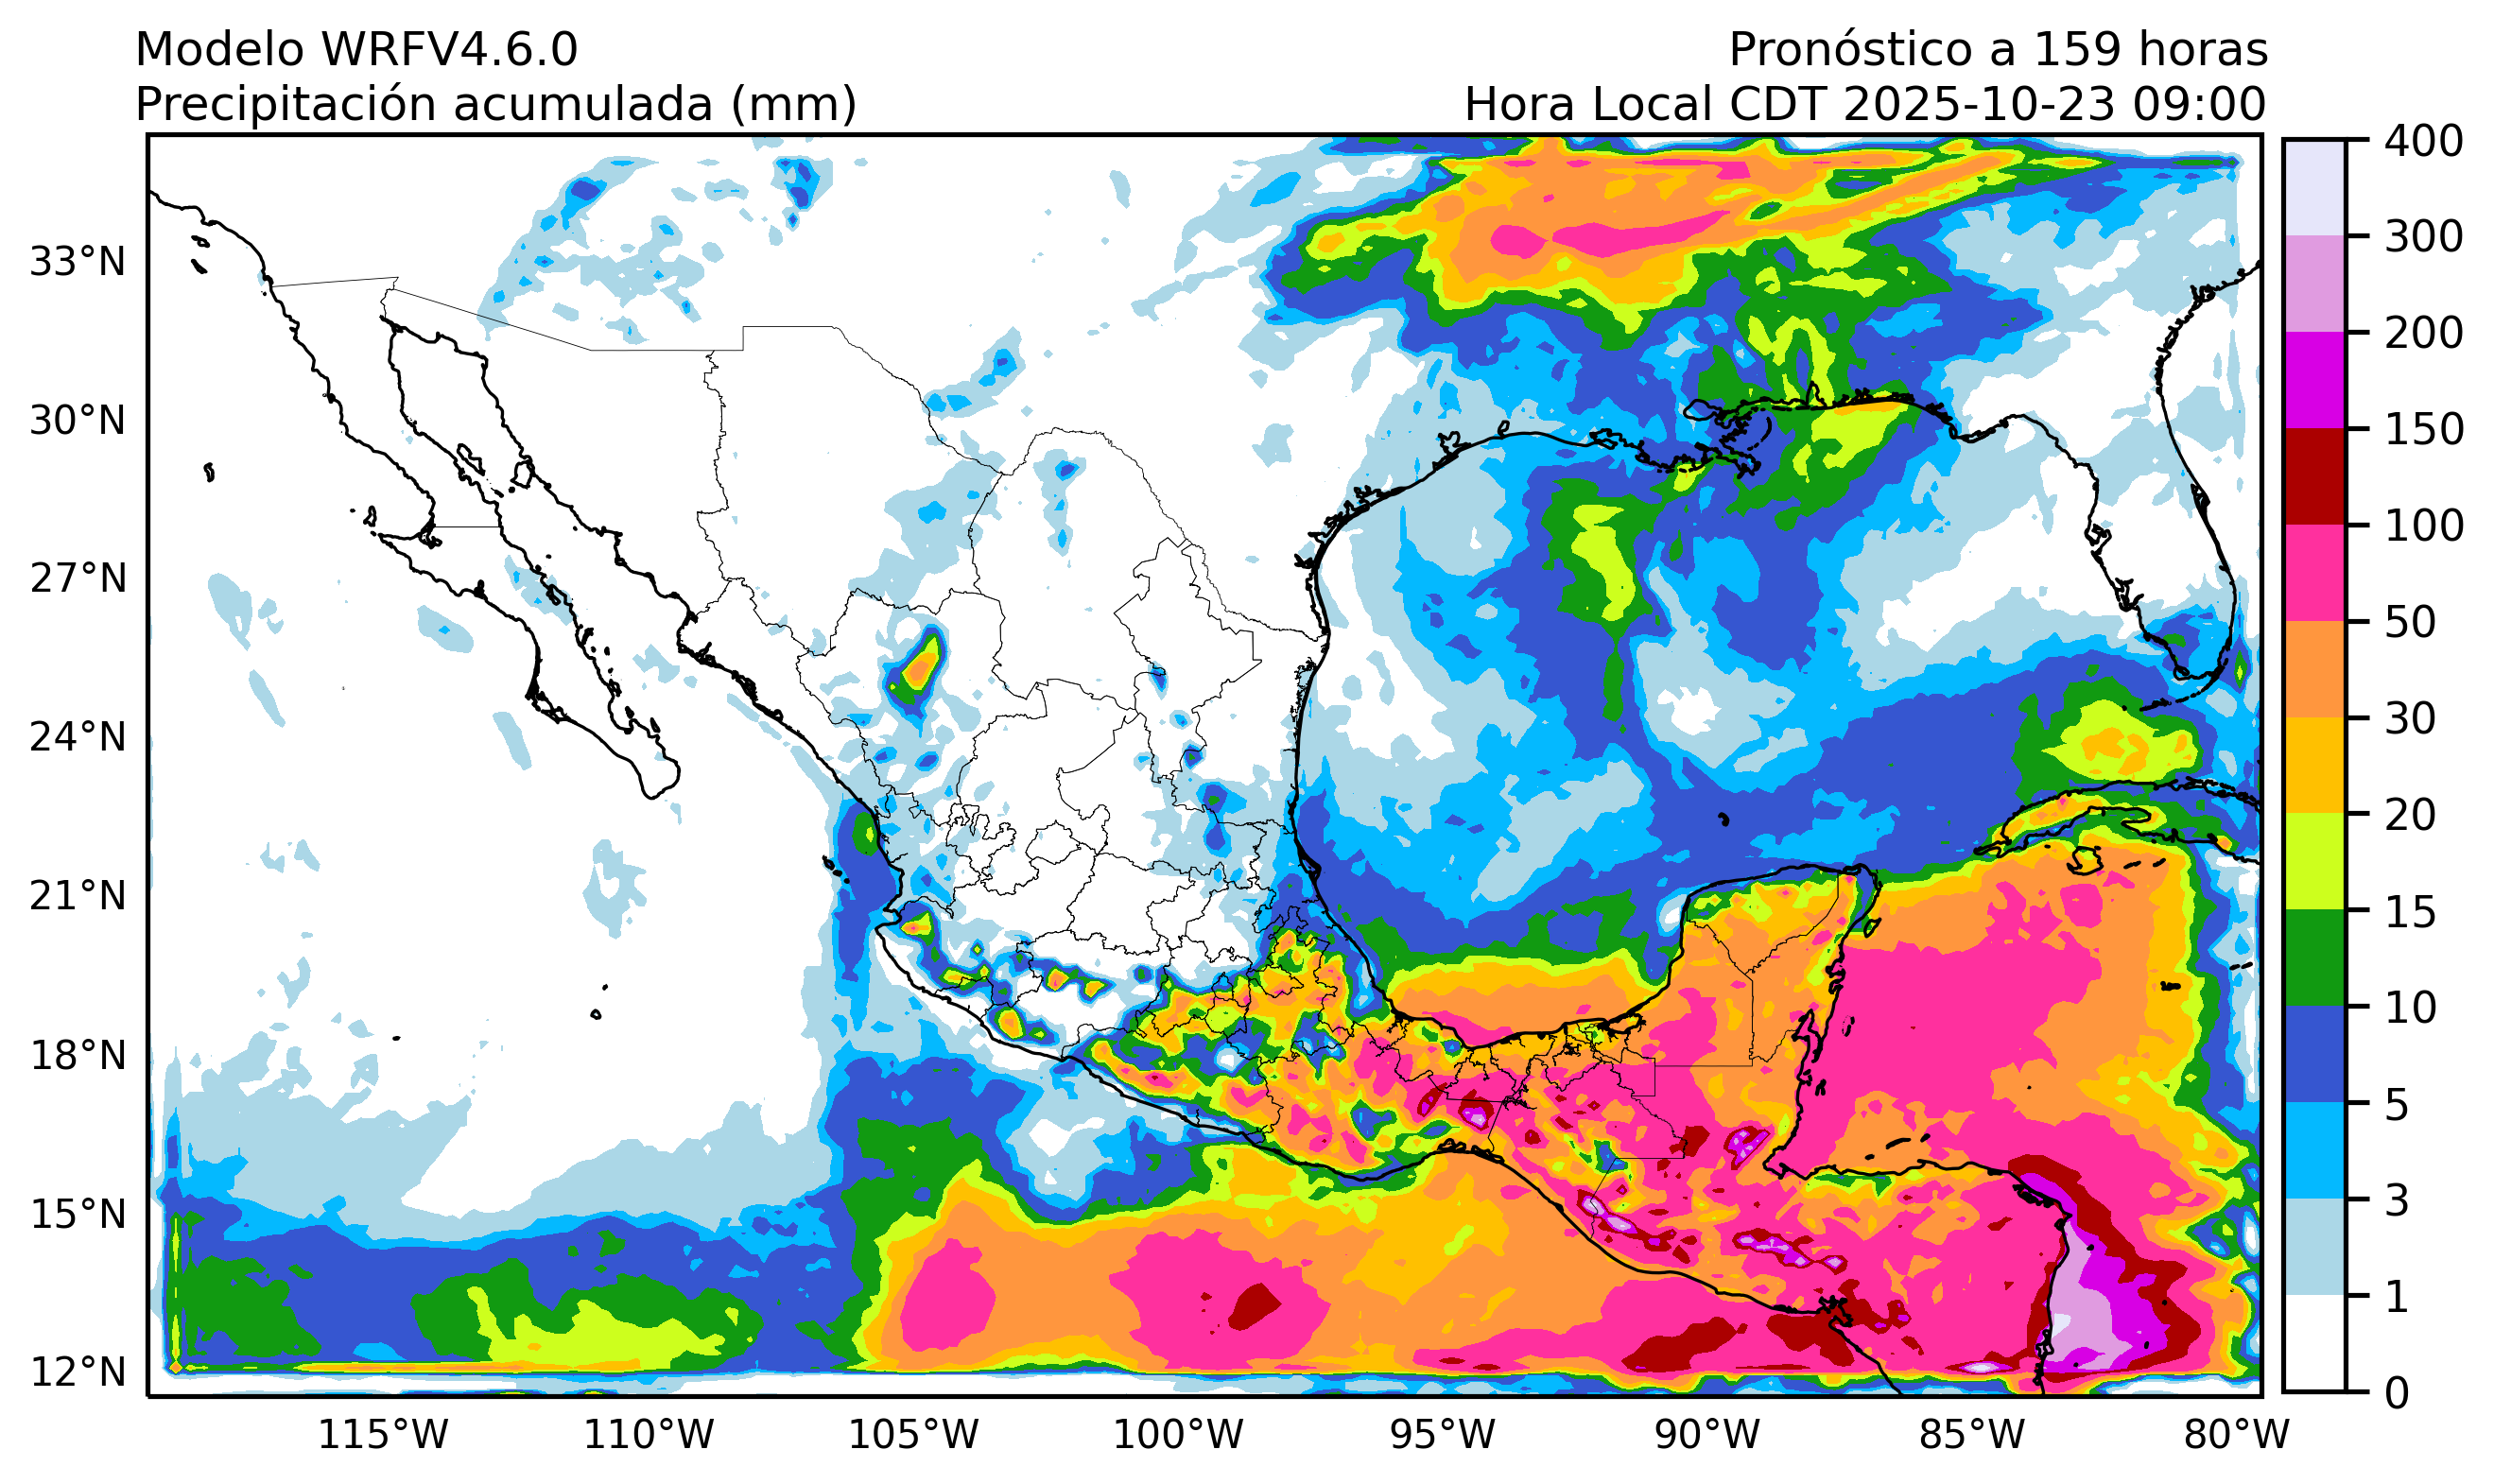 Modelo WRFV4.6.0
Pronóstico a 159 horas
Precipitación acumulada (mm)
Hora Local CDT 2025-10-23 09:00
33°N
30°N
27°N
24°N
21°N
18°N
15°N
12°N
115°W
110°W
105°W
100°W
95°W
90°W
85°W
80°W
400
300
200
150
100
50
30
20
15
10
5
3
1
0